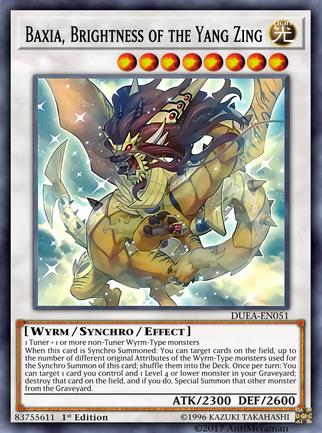 Baxia, Brightness of the Yang Zing
光
DUEA-EN051
[Wyrm/Synchro/Effect]
1 Tuner + 1 or more non-Tuner Wyrm-Type monsters
When this card is Synchro Summoned: You can target cards on the field, up to
the number of different original Attributes of the Wyrm-Type monsters used for
the Synchro Summon of this card; shuffle them into the Deck. Once per turn: You
can target 1 card you control and 1 Level 4 or lower monster in your Graveyard;
destroy that card on the field, and if you do, Special Summon that other monster
from the Graveyard.
ATK/2300 DEF/2600
83755611 1st Edition ©1996 KAZUKI TAKAHASHI
©2017 AntiMetaman